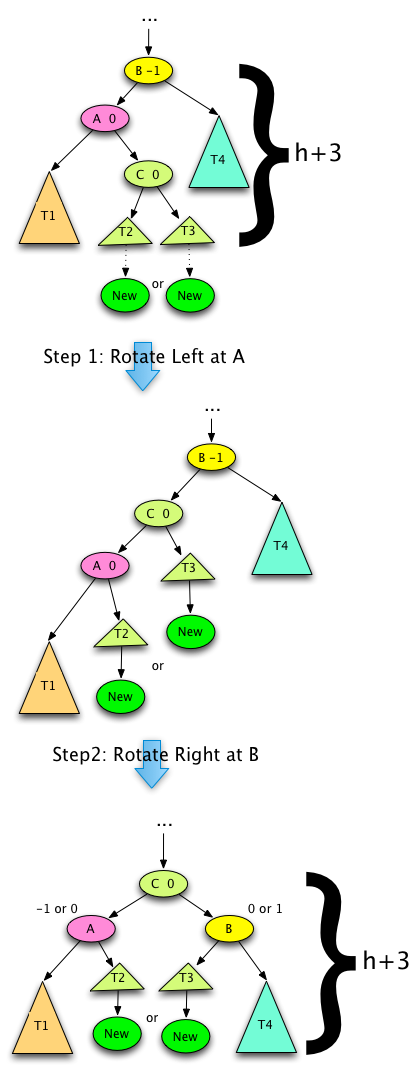 ...
B -1
A 0
C 0
T4
h+3
T1
T2
T3
New or New
Step 1: Rotate Left at A
...
B -1
C 0
T4
A 0
T3
T2
New
or
T1
New
Step2: Rotate Right at B
...
C 0
-1 or 0
0 or 1
A
B
h+3
T2
T3
T1
T4
New or New